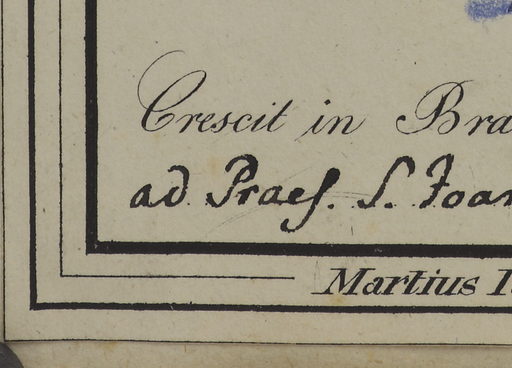 Crescit in Bra
ad Praes. S. Joan
Martius I